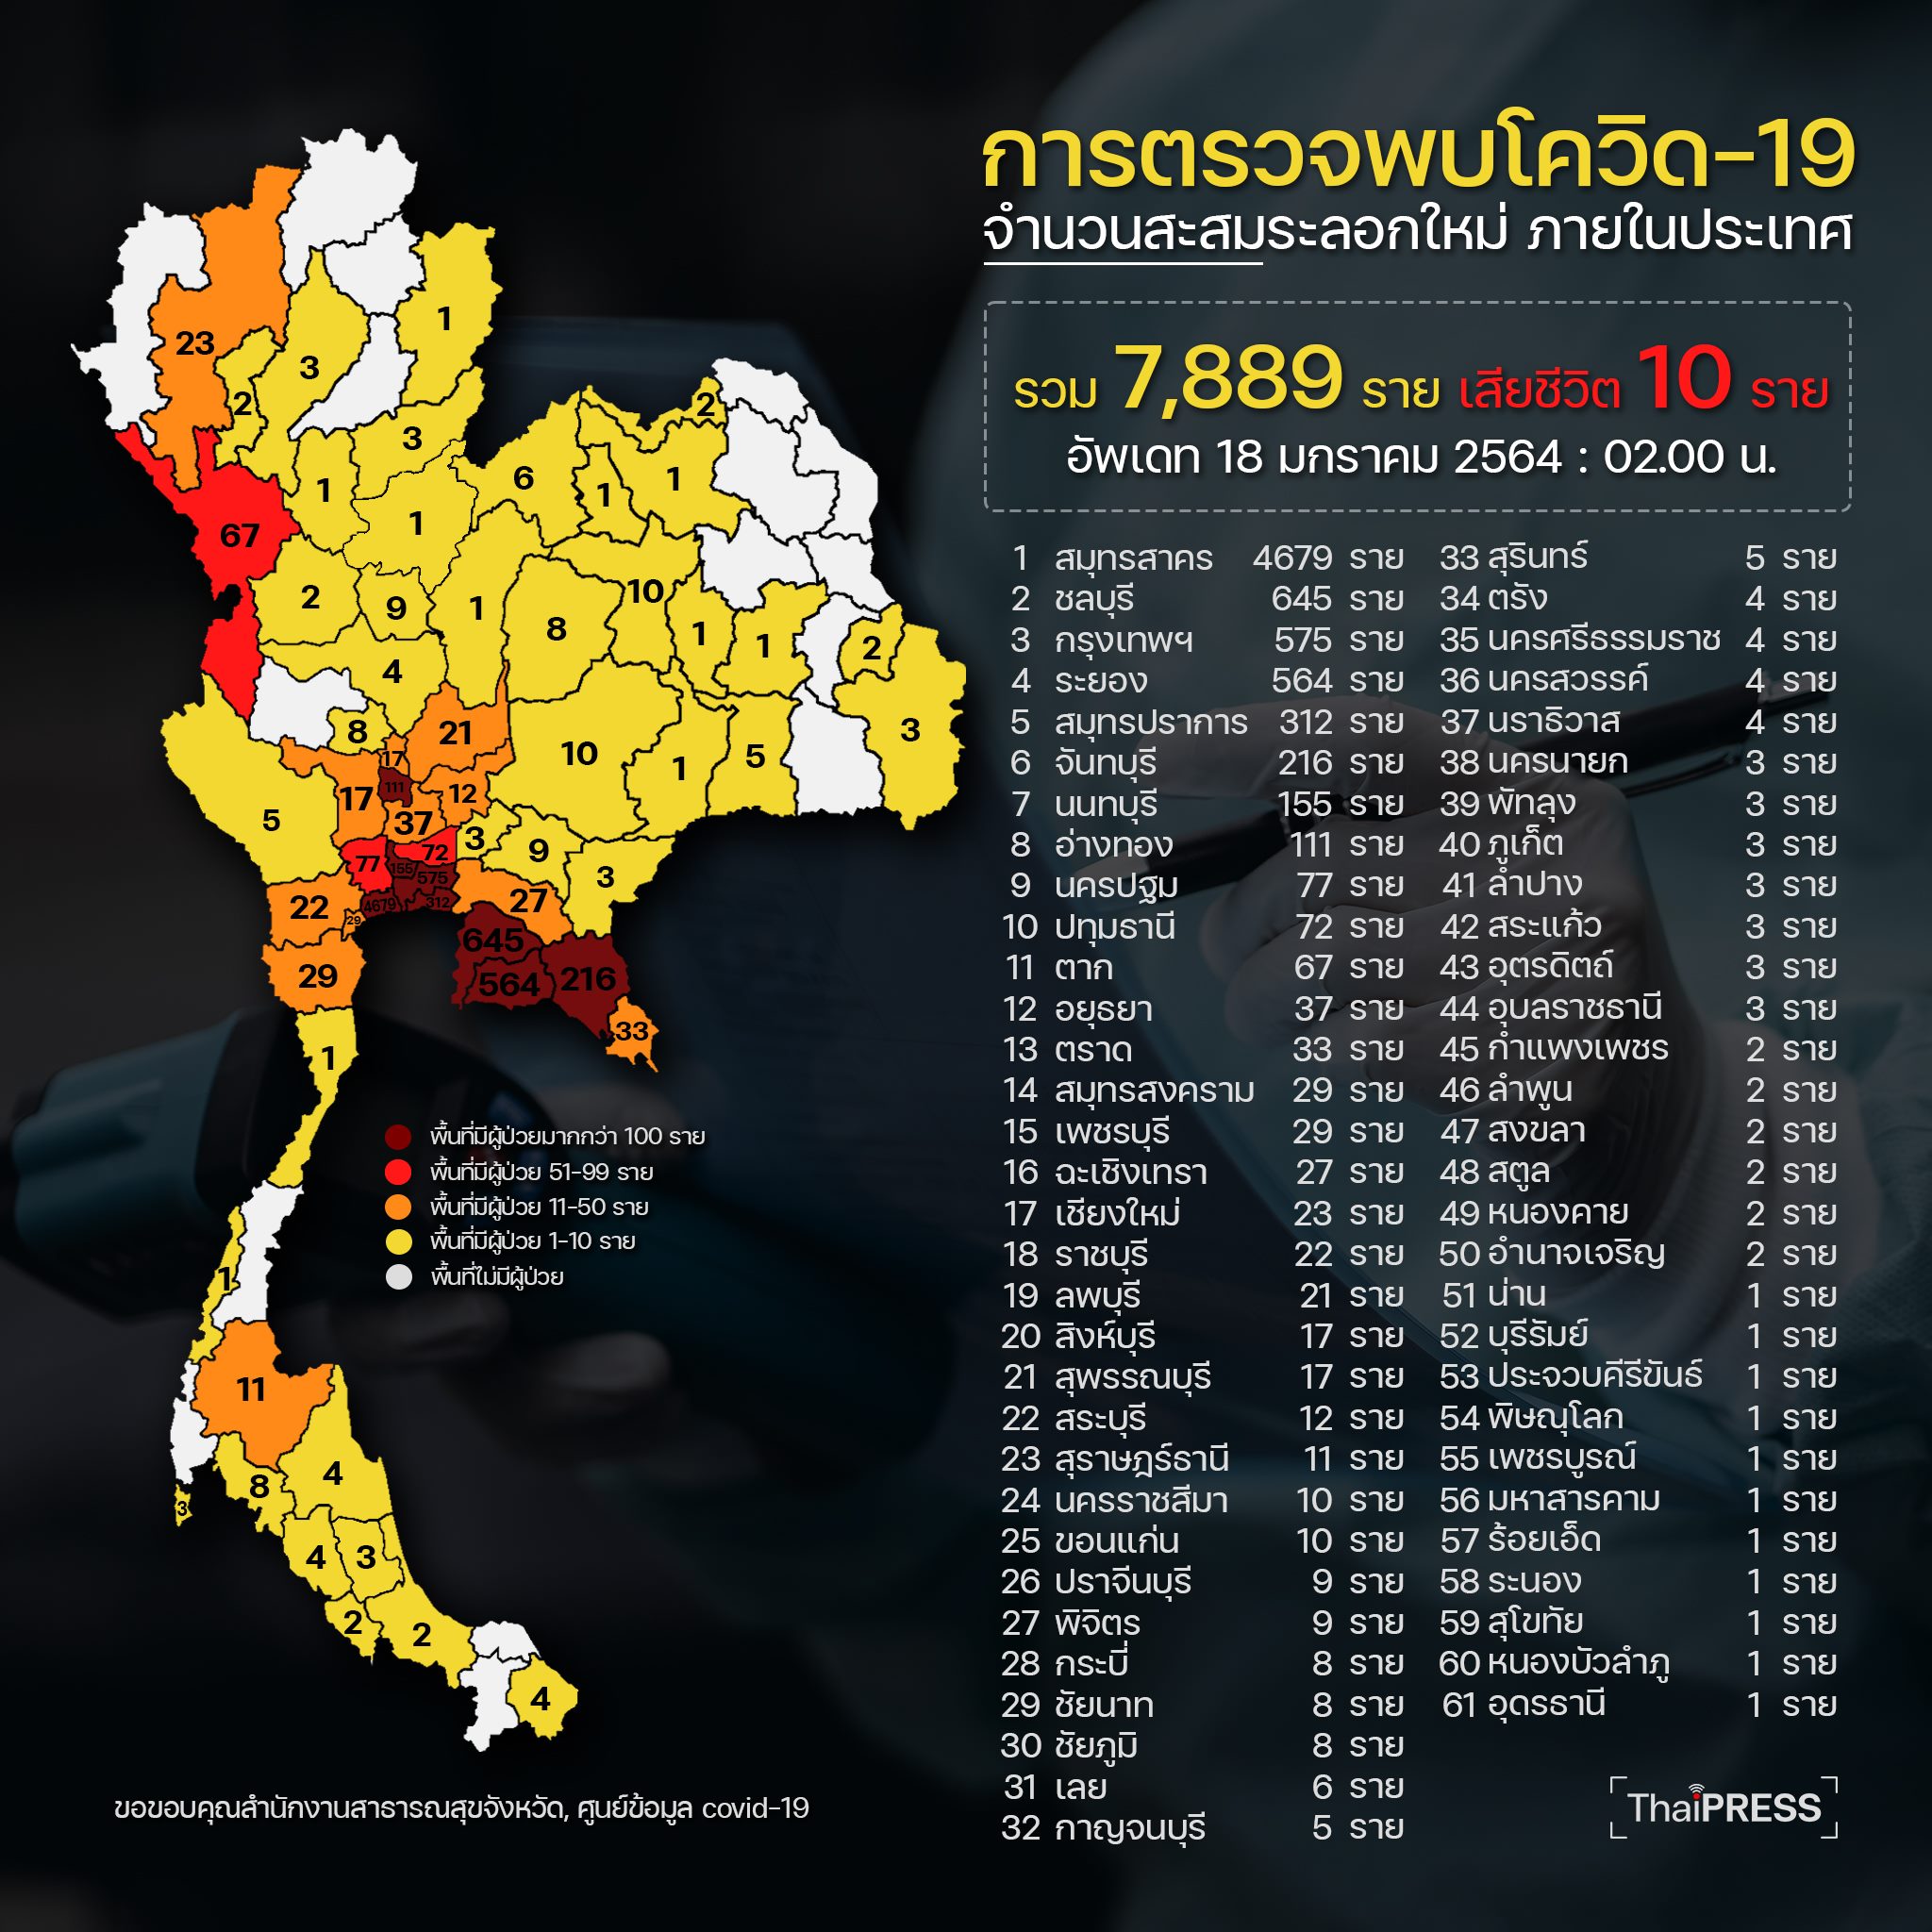 การตรวจพบโควิด-19
จำนวนสะสมระลอกใหม่ ภายในประเทศ
รวม 7,889 ราย เสียชีวิต 10 ราย
อัพเดท 18 มกราคม 2564 : 02.00 น.
1 สมุทรสาคร 4679 ราย
2 ชลบุรี 645 ราย
3 กรุงเทพฯ 575 ราย
4 ระยอง 564 ราย
5 สมุทรปราการ 312 ราย
6 จันทบุรี 216 ราย
7 นนทบุรี 155 ราย
8 อ่างทอง 111 ราย
9 นครปฐม 77 ราย
10 ปทุมธานี 72 ราย
11 ตาก 67 ราย
12 อยุธยา 37 ราย
13 ตราด 33 ราย
14 สมุทรสงคราม 29 ราย
15 เพชรบุรี 29 ราย
16 ฉะเชิงเทรา 27 ราย
17 เชียงใหม่ 23 ราย
18 ราชบุรี 22 ราย
19 ลพบุรี 21 ราย
20 สิงห์บุรี 17 ราย
21 สุพรรณบุรี 17 ราย
22 สระบุรี 12 ราย
23 สุราษฎร์ธานี 11 ราย
24 นครราชสีมา 10 ราย
25 ขอนแก่น 10 ราย
26 ปราจีนบุรี 9 ราย
27 พิจิตร 9 ราย
28 กระบี่ 8 ราย
29 ชัยนาท 8 ราย
30 ชัยภูมิ 8 ราย
31 เลย 6 ราย
32 กาญจนบุรี 5 ราย
33 สุรินทร์ 5 ราย
34 ตรัง 4 ราย
35 นครศรีธรรมราช 4 ราย
36 นครสวรรค์ 4 ราย
37 นราธิวาส 4 ราย
38 นครนายก 3 ราย
39 พัทลุง 3 ราย
40 ภูเก็ต 3 ราย
41 ลำปาง 3 ราย
42 สระแก้ว 3 ราย
43 อุตรดิตถ์ 3 ราย
44 อุบลราชธานี 3 ราย
45 กำแพงเพชร 2 ราย
46 ลำพูน 2 ราย
47 สงขลา 2 ราย
48 สตูล 2 ราย
49 หนองคาย 2 ราย
50 อำนาจเจริญ 2 ราย
51 น่าน 1 ราย
52 บุรีรัมย์ 1 ราย
53 ประจวบคีรีขันธ์ 1 ราย
54 พิษณุโลก 1 ราย
55 เพชรบูรณ์ 1 ราย
56 มหาสารคาม 1 ราย
57 ร้อยเอ็ด 1 ราย
58 ระนอง 1 ราย
59 สุโขทัย 1 ราย
60 หนองบัวลำภู 1 ราย
61 อุดรธานี 1 ราย
1
23
3
2
2
3
6
1
1
1
1
67
10
2
9
1
8
1
1
2
4
3
8
21
10
1
5
17
111
17
12
5
37
3
9
72
77
155
575
3
22
29
4679
312
27
645
29
564
216
33
1
พื้นที่มีผู้ป่วยมากกว่า 100 ราย
พื้นที่มีผู้ป่วย 51-99 ราย
พื้นที่มีผู้ป่วย 11-50 ราย
พื้นที่มีผู้ป่วย 1-10 ราย
พื้นที่ไม่มีผู้ป่วย
1
11
4
8
3
4
3
2
2
4
ขอขอบคุณสำนักงานสาธารณสุขจังหวัด, ศูนย์ข้อมูล covid-19
ThaiPRESS